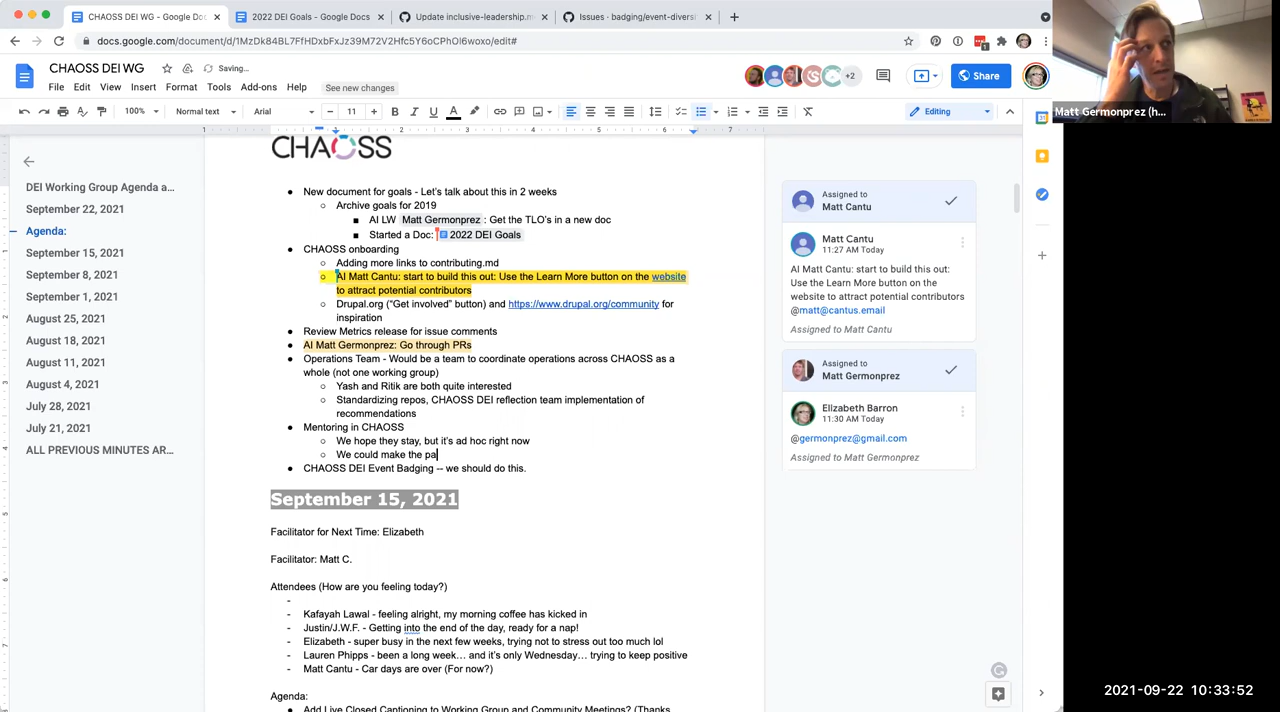 CHAOSS DEI WG - Google Doc
2022 DEI Goals - Google Docs
Update inclusive-leadership.m
Issues · badging/event-divers
docs.google.com/document/d/1MzDk84BL7FfHDxbFxJz39M72V2Hfc5Y6oCPhOl6woxo/edit#
CHAOSS DEI WG
Saving...
File Edit View Insert Format Tools Add-ons Help
See new changes
+2
Share
100%
Normal text
Arial
11
Editing
Matt Germonprez (h...
DEI Working Group Agenda a...
September 22, 2021
Agenda:
September 15, 2021
September 8, 2021
September 1, 2021
August 25, 2021
August 18, 2021
August 11, 2021
August 4, 2021
July 28, 2021
July 21, 2021
ALL PREVIOUS MINUTES AR...
CHAOSS
● New document for goals - Let's talk about this in 2 weeks
○ Archive goals for 2019
■ AI LW Matt Germonprez : Get the TLO's in a new doc
■ Started a Doc: 2022 DEI Goals
● CHAOSS onboarding
○ Adding more links to contributing.md
○ AI Matt Cantu: start to build this out: Use the Learn More button on the website
to attract potential contributors
○ Drupal.org ("Get involved" button) and https://www.drupal.org/community for
inspiration
● Review Metrics release for issue comments
● AI Matt Germonprez: Go through PRs
● Operations Team - Would be a team to coordinate operations across CHAOSS as a
whole (not one working group)
○ Yash and Ritik are both quite interested
○ Standardizing repos, CHAOSS DEI reflection team implementation of
recommendations
● Mentoring in CHAOSS
○ We hope they stay, but it's ad hoc right now
○ We could make the pa
● CHAOSS DEI Event Badging -- we should do this.
September 15, 2021
Facilitator for Next Time: Elizabeth
Facilitator: Matt C.
Attendees (How are you feeling today?)
-
- Kafayah Lawal - feeling alright, my morning coffee has kicked in
- Justin/J.W.F. - Getting into the end of the day, ready for a nap!
- Elizabeth - super busy in the next few weeks, trying not to stress out too much lol
- Lauren Phipps - been a long week... and it's only Wednesday... trying to keep positive
- Matt Cantu - Car days are over (For now?)
Agenda:
● Add Live Closed Captioning to Working Group and Community Meetings? (Thanks
Assigned to
Matt Cantu
Matt Cantu
11:27 AM Today
AI Matt Cantu: start to build this out:
Use the Learn More button on the
website to attract potential contributors
@matt@cantus.email
Assigned to Matt Cantu
Assigned to
Matt Germonprez
Elizabeth Barron
11:30 AM Today
@germonprez@gmail.com
Assigned to Matt Germonprez
2021-09-22 10:33:52